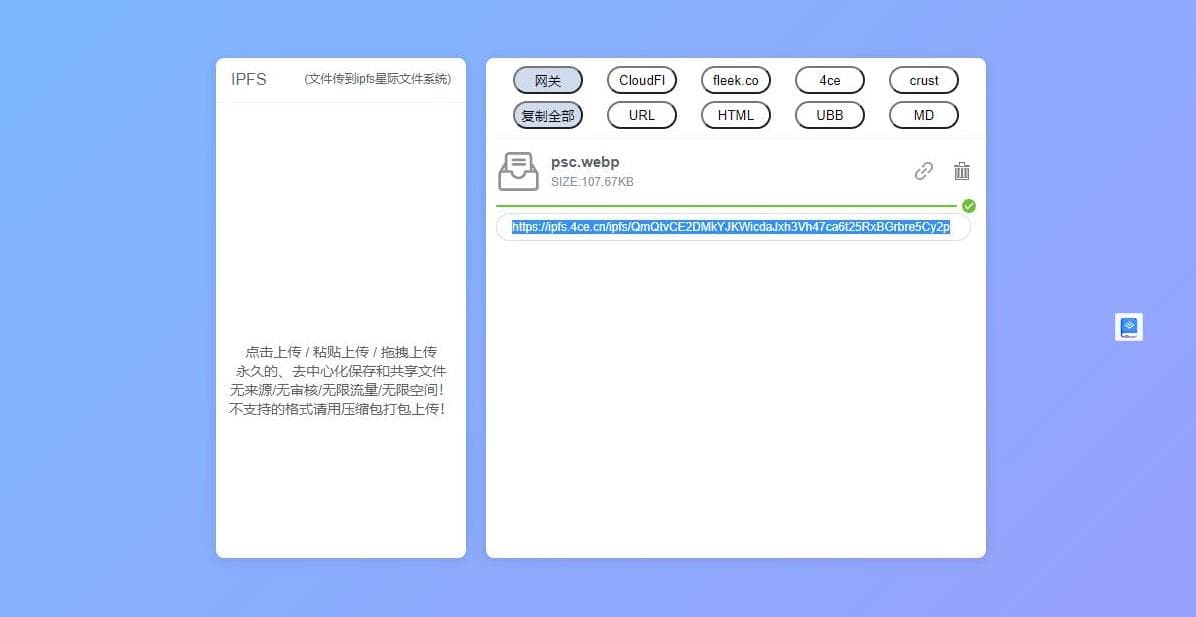 IPFS (文件传到ipfs星际文件系统)
点击上传 / 粘贴上传 / 拖拽上传
永久的、去中心化保存和共享文件
无来源/无审核/无限流量/无限空间!
不支持的格式请用压缩包打包上传!
网关 CloudFl fleek.co 4ce crust
复制全部 URL HTML UBB MD
psc.webp
SIZE:107.67KB
https://ipfs.4ce.cn/ipfs/QmQtvCE2DMkYJKWicdaJxh3Vh47ca6t25RxBGrbre5Cy2p